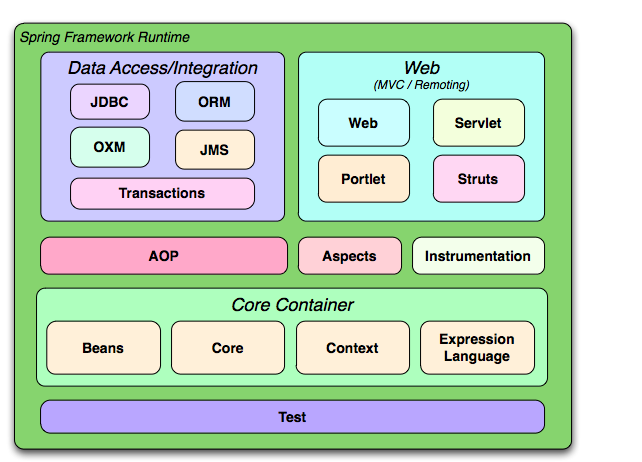 Spring Framework Runtime
Data Access/Integration
JDBC
ORM
OXM
JMS
Transactions
Web
(MVC / Remoting)
Web
Servlet
Portlet
Struts
AOP
Aspects
Instrumentation
Core Container
Beans
Core
Context
Expression
Language
Test